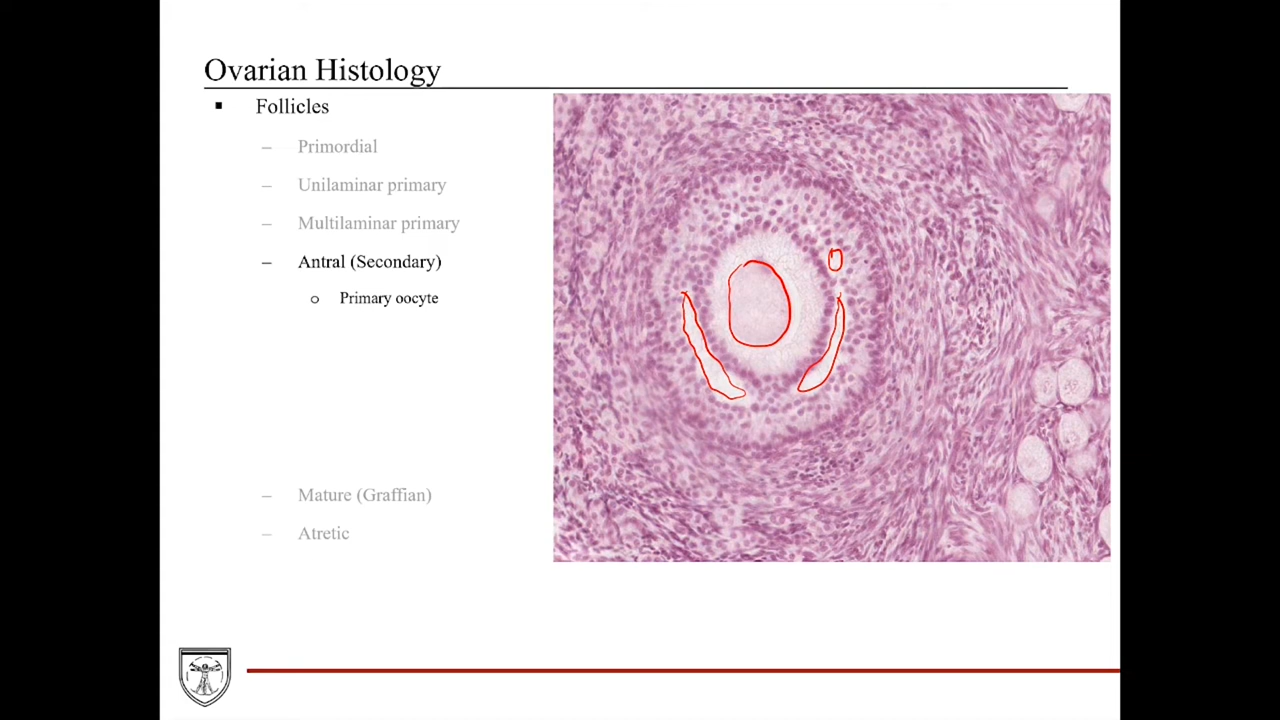 Ovarian Histology
▪ Follicles
– Primordial
– Unilaminar primary
– Multilaminar primary
– Antral (Secondary)
o Primary oocyte
– Mature (Graffian)
– Atretic